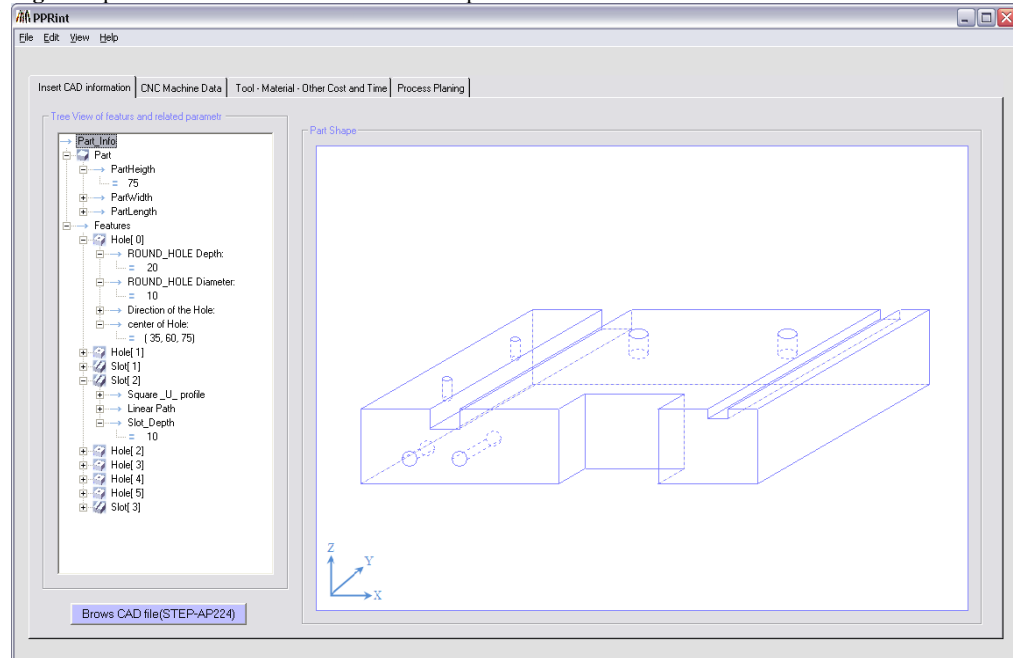 PPRint
File Edit View Help
Insert CAD information CNC Machine Data Tool - Material - Other Cost and Time Process Planing
Tree View of featurs and related parametr
Part_Info
Part
PartHeigth
= 75
PartWidth
PartLength
Features
Hole[ 0]
ROUND_HOLE Depth:
= 20
ROUND_HOLE Diameter:
= 10
Direction of the Hole:
center of Hole:
= ( 35, 60, 75)
Hole[ 1]
Slot[ 1]
Slot[ 2]
Square _U_ profile
Linear Path
Slot_Depth
= 10
Hole[ 2]
Hole[ 3]
Hole[ 4]
Hole[ 5]
Slot[ 3]
Brows CAD file(STEP-AP224)
Part Shape
Z
Y
X